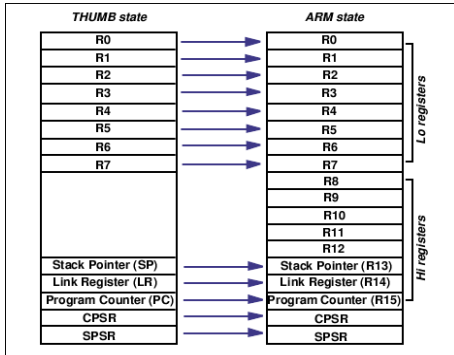 THUMB state
ARM state
R0
R1
R2
R3
R4
R5
R6
R7
Stack Pointer (SP)
Link Register (LR)
Program Counter (PC)
CPSR
SPSR
R0
R1
R2
R3
R4
R5
R6
R7
R8
R9
R10
R11
R12
Stack Pointer (R13)
Link Register (R14)
Program Counter (R15)
CPSR
SPSR
Lo registers
Hi registers